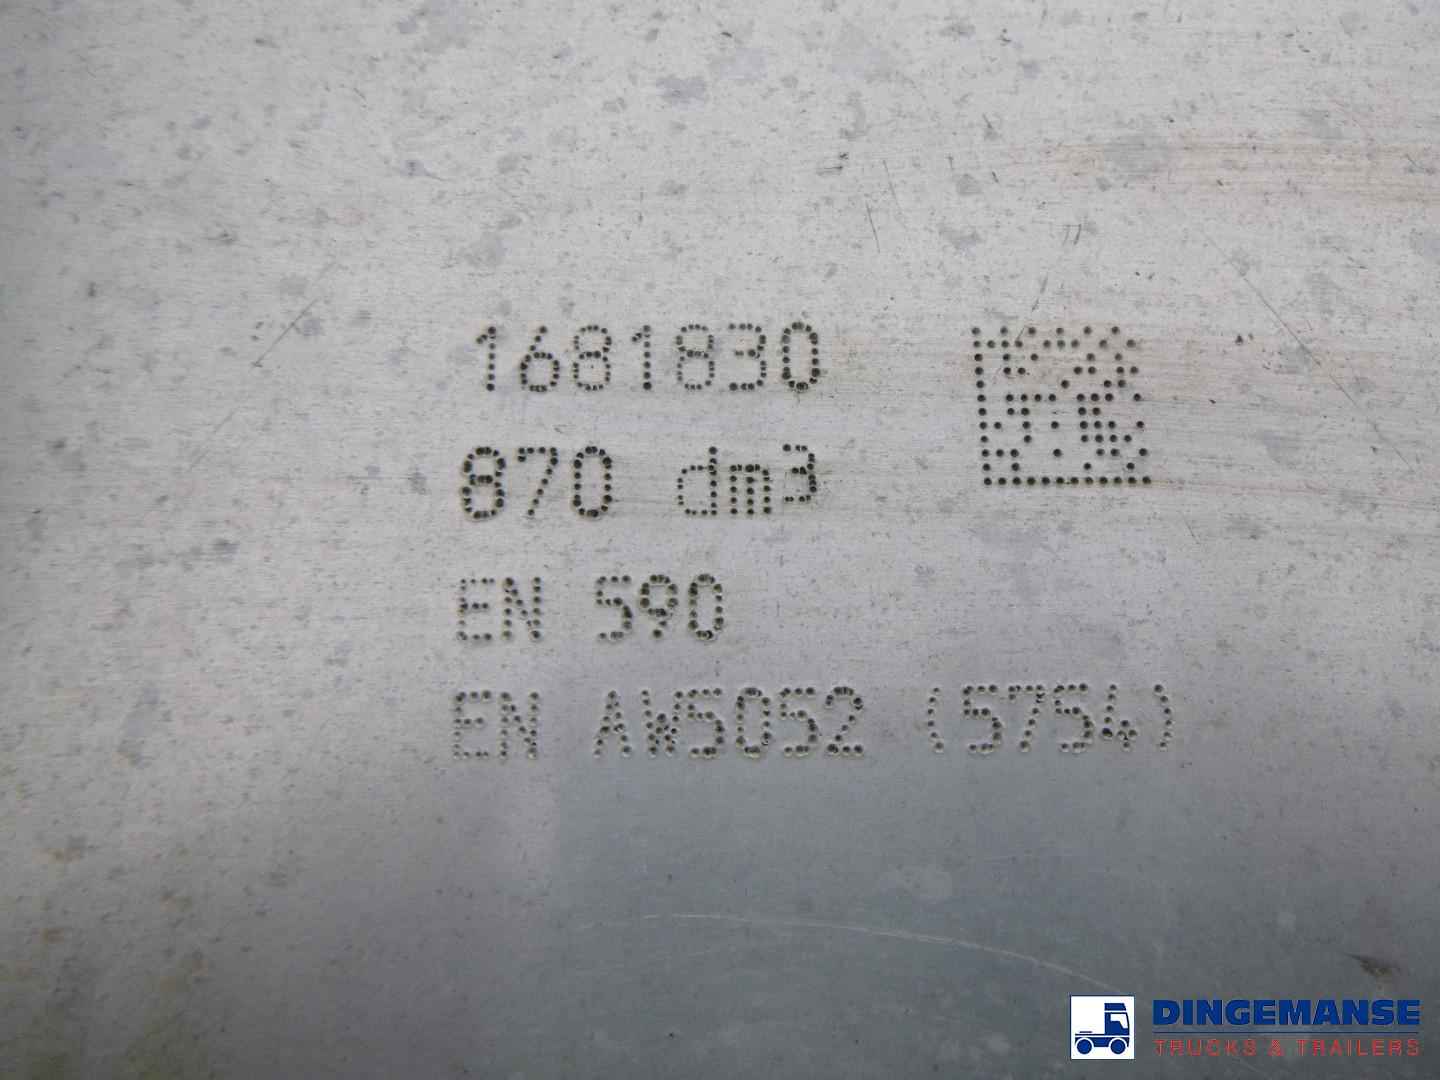 1681830
870 dm³
EN 590
EN AW5052 (5754)
DINGEMANSE
TRUCKS & TRAILERS